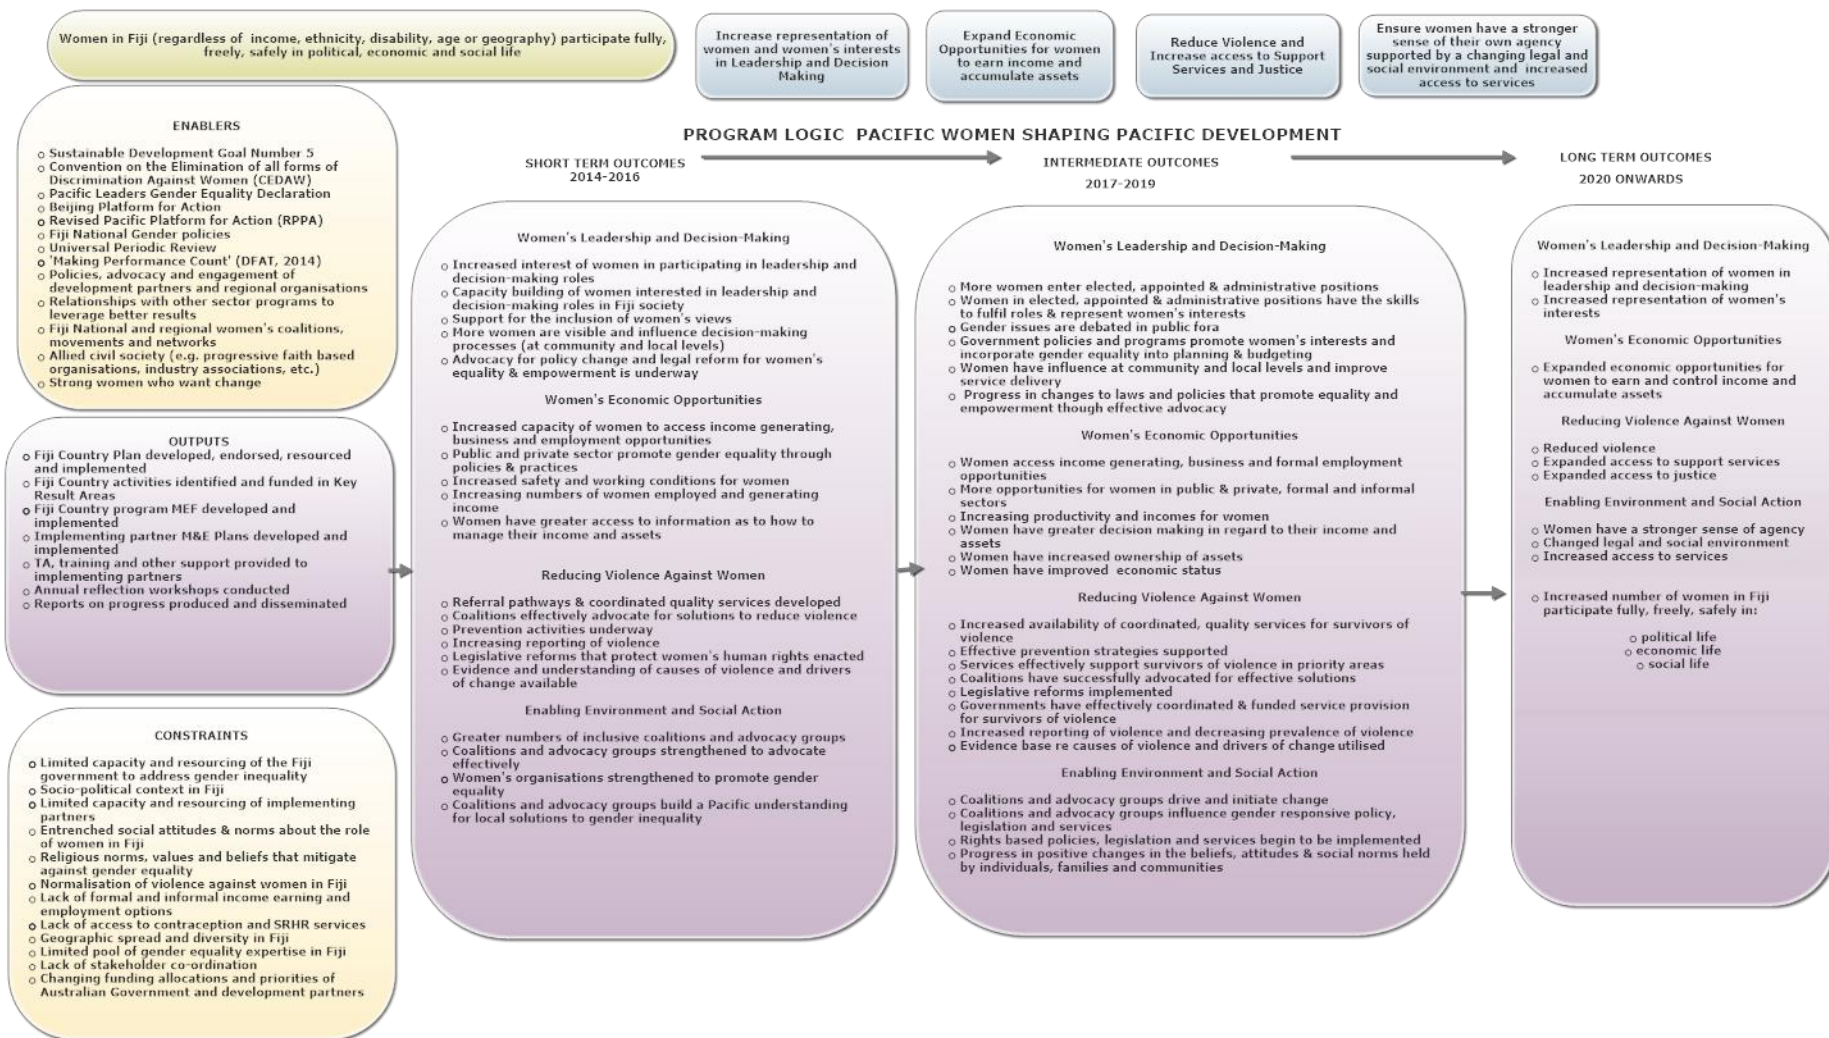 Women in Fiji (regardless of income, ethnicity, disability, age or geography) participate fully,
freely, safely in political, economic and social life
Increase representation of
women and women's interests
in Leadership and Decision
Making
Expand Economic
Opportunities for women
to earn income and
accumulate assets
Reduce Violence and
Increase access to Support
Services and Justice
Ensure women have a stronger
sense of their own agency
supported by a changing legal and
social environment and increased
access to services
PROGRAM LOGIC PACIFIC WOMEN SHAPING PACIFIC DEVELOPMENT
ENABLERS
o Sustainable Development Goal Number 5
o Convention on the Elimination of all forms of
Discrimination Against Women (CEDAW)
o Pacific Leaders Gender Equality Declaration
o Beijing Platform for Action
o Revised Pacific Platform for Action (RPPA)
o Fiji National Gender policies
o Universal Periodic Review
o 'Making Performance Count' (DFAT, 2014)
o Policies, advocacy and engagement of
development partners and regional organisations
o Relationships with other sector programs to
leverage better results
o Fiji National and regional women's coalitions,
movements and networks
o Allied civil society (e.g. progressive faith based
organisations, industry associations, etc.)
o Strong women who want change
OUTPUTS
o Fiji Country Plan developed, endorsed, resourced
and implemented
o Fiji Country activities identified and funded in Key
Result Areas
o Fiji Country program MEF developed and
implemented
o Implementing partner M&E Plans developed and
implemented
o TA, training and other support provided to
implementing partners
o Annual reflection workshops conducted
o Reports on progress produced and disseminated
CONSTRAINTS
o Limited capacity and resourcing of the Fiji
government to address gender inequality
o Socio-political context in Fiji
o Limited capacity and resourcing of implementing
partners
o Entrenched social attitudes & norms about the role
of women in Fiji
o Religious norms, values and beliefs that mitigate
against gender equality
o Normalisation of violence against women in Fiji
o Lack of formal and informal income earning and
employment options
o Lack of access to contraception and SRHR services
o Geographic spread and diversity in Fiji
o Limited pool of gender equality expertise in Fiji
o Lack of stakeholder co-ordination
o Changing funding allocations and priorities of
Australian Government and development partners
SHORT TERM OUTCOMES
2014-2016
Women's Leadership and Decision-Making
o Increased interest of women in participating in leadership and
decision-making roles
o Capacity building of women interested in leadership and
decision-making roles in Fiji society
o Support for the inclusion of women's views
o More women are visible and influence decision-making
processes (at community and local levels)
o Advocacy for policy change and legal reform for women's
equality & empowerment is underway
Women's Economic Opportunities
o Increased capacity of women to access income generating,
business and employment opportunities
o Public and private sector promote gender equality through
policies & practices
o Increased safety and working conditions for women
o Increasing numbers of women employed and generating
income
o Women have greater access to information as to how to
manage their income and assets
Reducing Violence Against Women
o Referral pathways & coordinated quality services developed
o Coalitions effectively advocate for solutions to reduce violence
o Prevention activities underway
o Increasing reporting of violence
o Legislative reforms that protect women's human rights enacted
o Evidence and understanding of causes of violence and drivers
of change available
Enabling Environment and Social Action
o Greater numbers of inclusive coalitions and advocacy groups
o Coalitions and advocacy groups strengthened to advocate
effectively
o Women's organisations strengthened to promote gender
equality
o Coalitions and advocacy groups build a Pacific understanding
for local solutions to gender inequality
INTERMEDIATE OUTCOMES
2017-2019
Women's Leadership and Decision-Making
o More women enter elected, appointed & administrative positions
o Women in elected, appointed & administrative positions have the skills
to fulfil roles & represent women's interests
o Gender issues are debated in public fora
o Government policies and programs promote women's interests and
incorporate gender equality into planning & budgeting
o Women have influence at community and local levels and improve
service delivery
o Progress in changes to laws and policies that promote equality and
empowerment though effective advocacy
Women's Economic Opportunities
o Women access income generating, business and formal employment
opportunities
o More opportunities for women in public & private, formal and informal
sectors
o Increasing productivity and incomes for women
o Women have greater decision making in regard to their income and
assets
o Women have increased ownership of assets
o Women have improved economic status
Reducing Violence Against Women
o Increased availability of coordinated, quality services for survivors of
violence
o Effective prevention strategies supported
o Services effectively support survivors of violence in priority areas
o Coalitions have successfully advocated for effective solutions
o Legislative reforms implemented
o Governments have effectively coordinated & funded service provision
for survivors of violence
o Increased reporting of violence and decreasing prevalence of violence
o Evidence base re causes of violence and drivers of change utilised
Enabling Environment and Social Action
o Coalitions and advocacy groups drive and initiate change
o Coalitions and advocacy groups influence gender responsive policy,
legislation and services
o Rights based policies, legislation and services begin to be implemented
o Progress in positive changes in the beliefs, attitudes & social norms held
by individuals, families and communities
LONG TERM OUTCOMES
2020 ONWARDS
Women's Leadership and Decision-Making
o Increased representation of women in
leadership and decision-making
o Increased representation of women's
interests
Women's Economic Opportunities
o Expanded economic opportunities for
women to earn and control income and
accumulate assets
Reducing Violence Against Women
o Reduced violence
o Expanded access to support services
o Expanded access to justice
Enabling Environment and Social Action
o Women have a stronger sense of agency
o Changed legal and social environment
o Increased access to services
o Increased number of women in Fiji
participate fully, freely, safely in:
o political life
o economic life
o social life